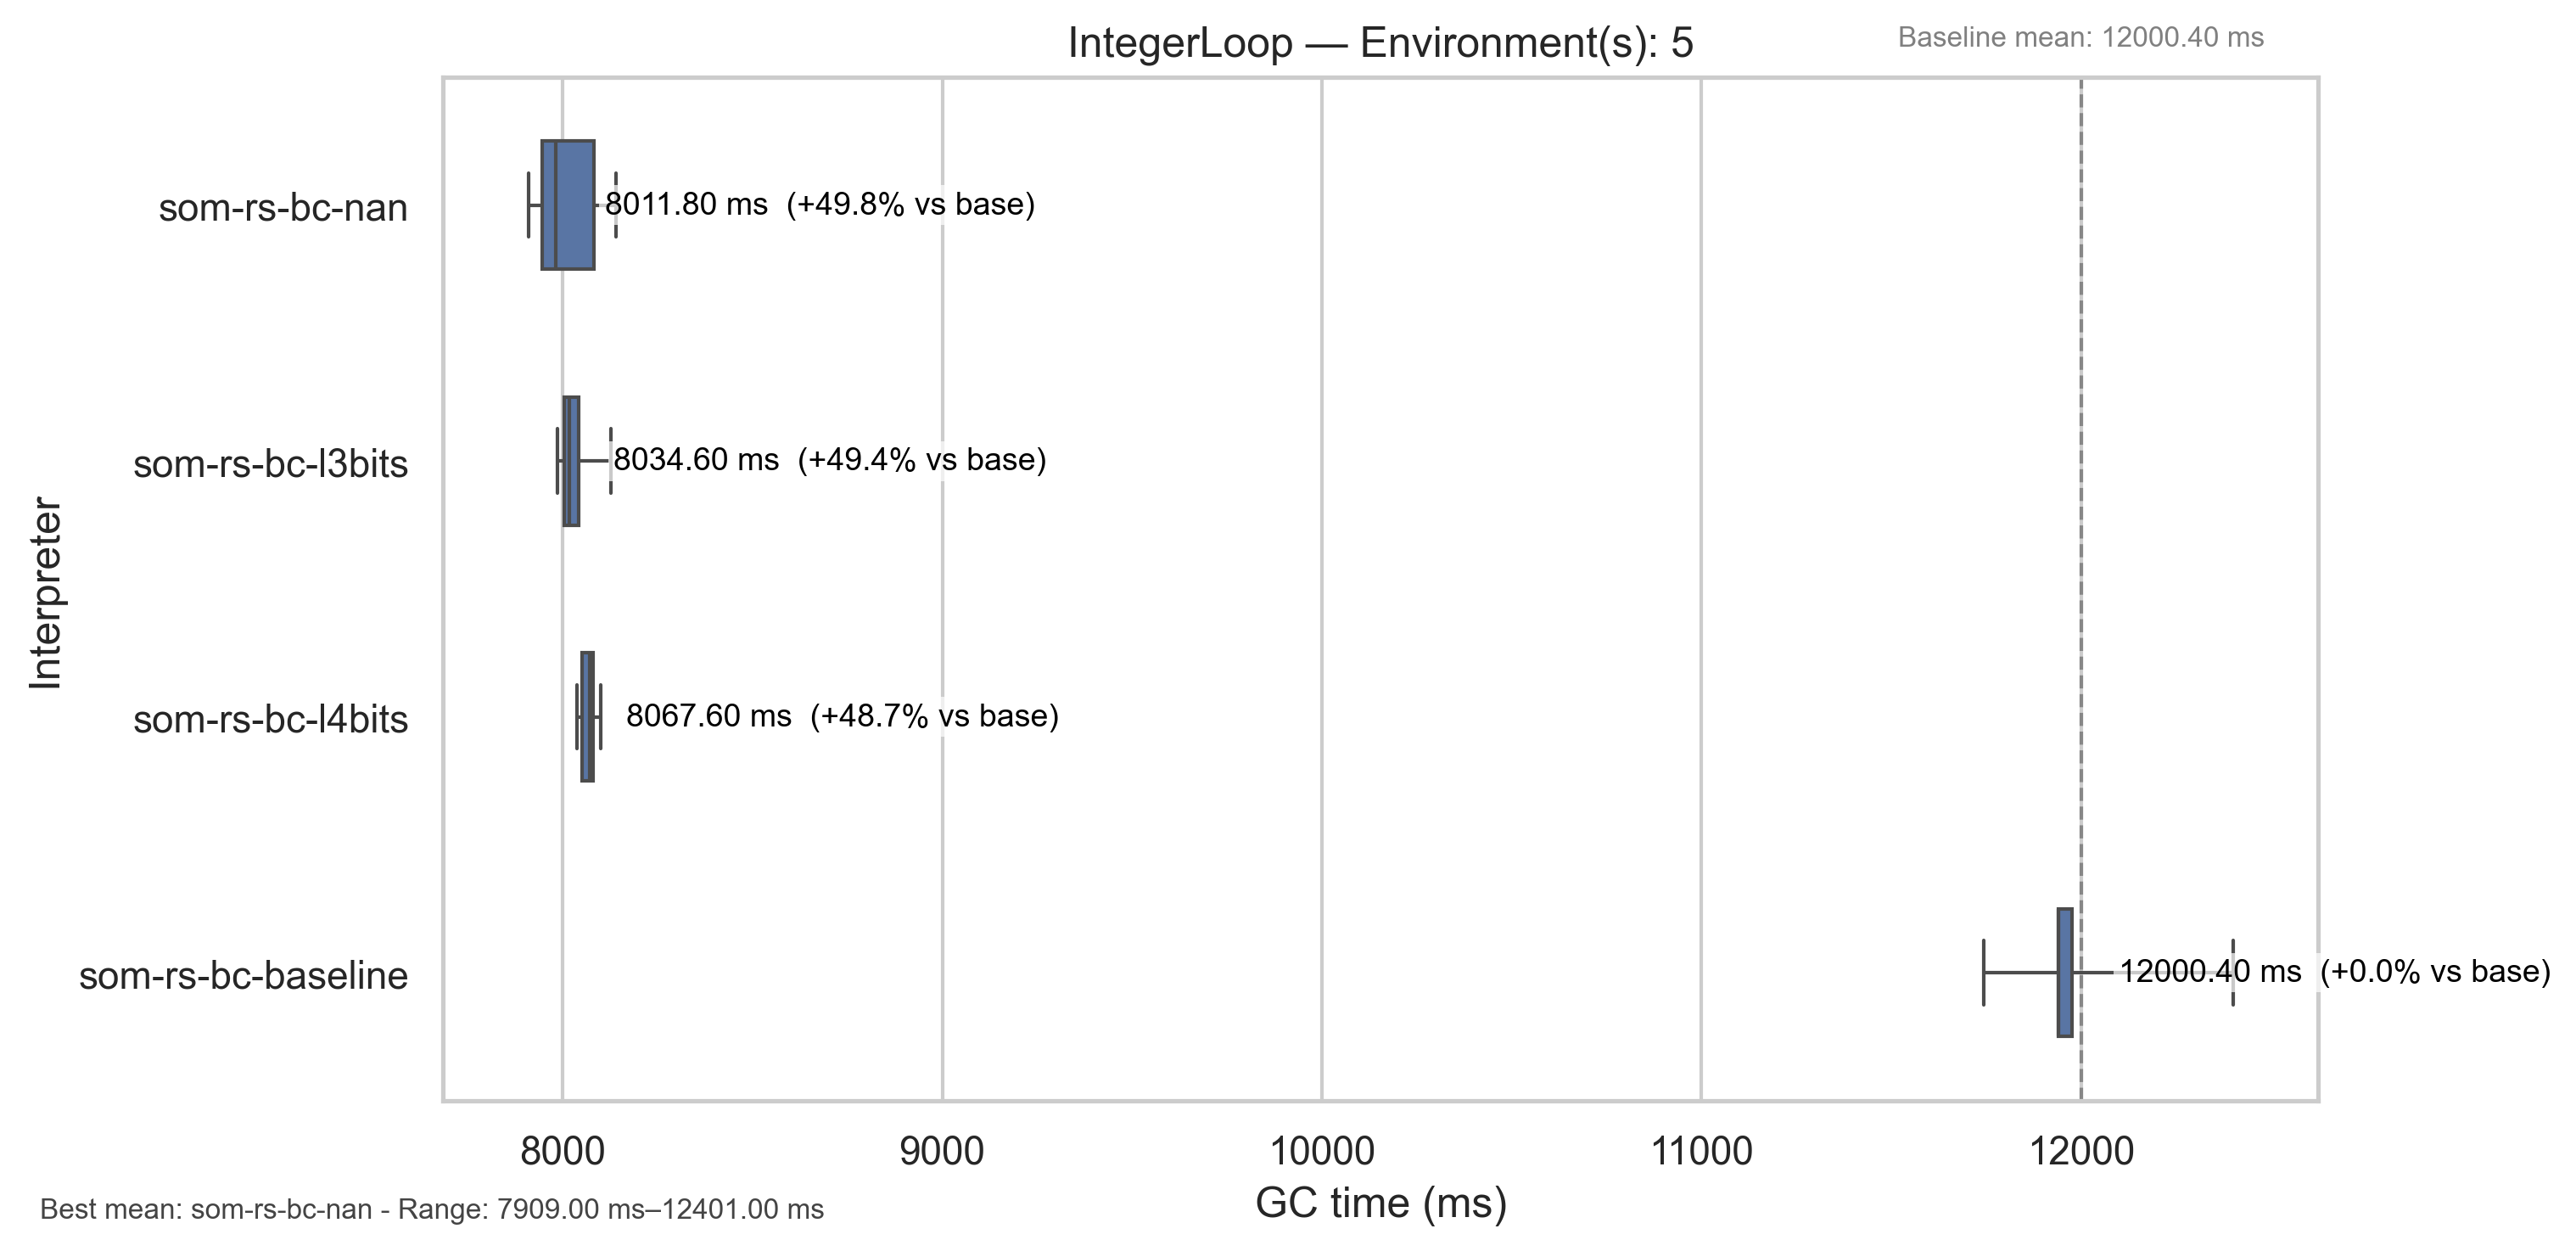 IntegerLoop — Environment(s): 5
Baseline mean: 12000.40 ms
Interpreter
som-rs-bc-nan
8011.80 ms (+49.8% vs base)
som-rs-bc-l3bits
8034.60 ms (+49.4% vs base)
som-rs-bc-l4bits
8067.60 ms (+48.7% vs base)
som-rs-bc-baseline
12000.40 ms (+0.0% vs base)
8000 9000 10000 11000 12000
GC time (ms)
Best mean: som-rs-bc-nan - Range: 7909.00 ms–12401.00 ms